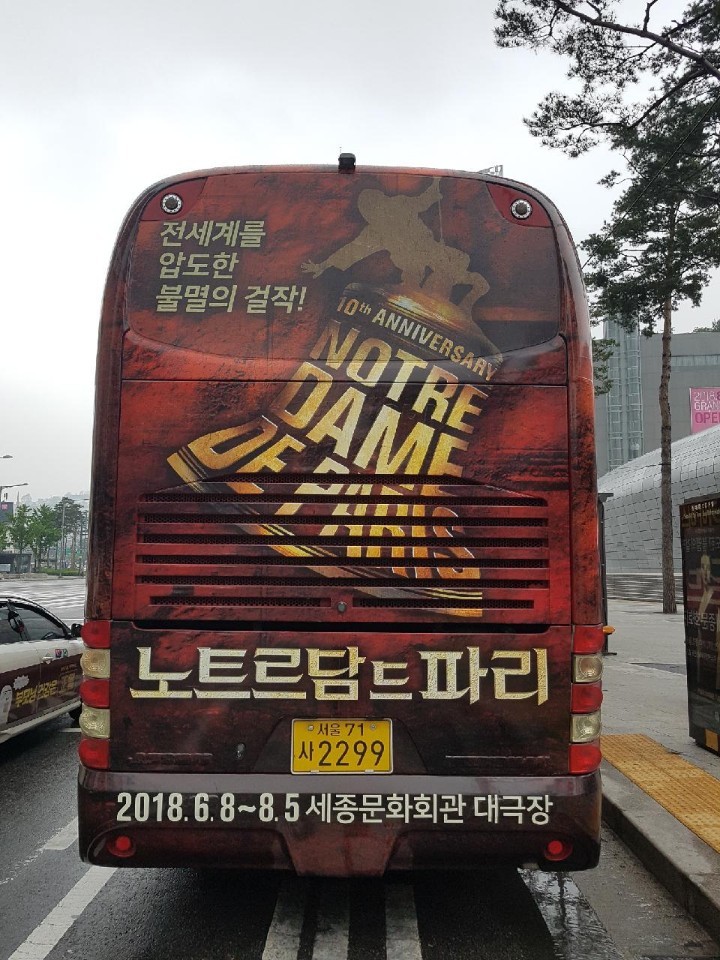 전세계를
압도한
불멸의 걸작!
10th ANNIVERSARY
NOTRE
DAME
DE PARIS
노트르담드파리
서울 71
사 2299
2018.6.8~8.5 세종문화회관 대극장